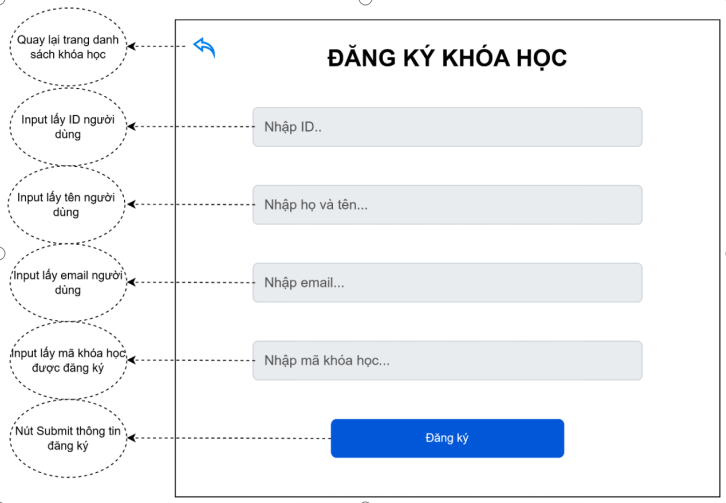 Quay lại trang danh
sách khóa học
ĐĂNG KÝ KHÓA HỌC
Input lấy ID người
dùng
Nhập ID..
Input lấy tên người
dùng
Nhập họ và tên...
Input lấy email người
dùng
Nhập email...
Input lấy mã khóa học
được đăng ký
Nhập mã khóa học...
Nút Submit thông tin
đăng ký
Đăng ký